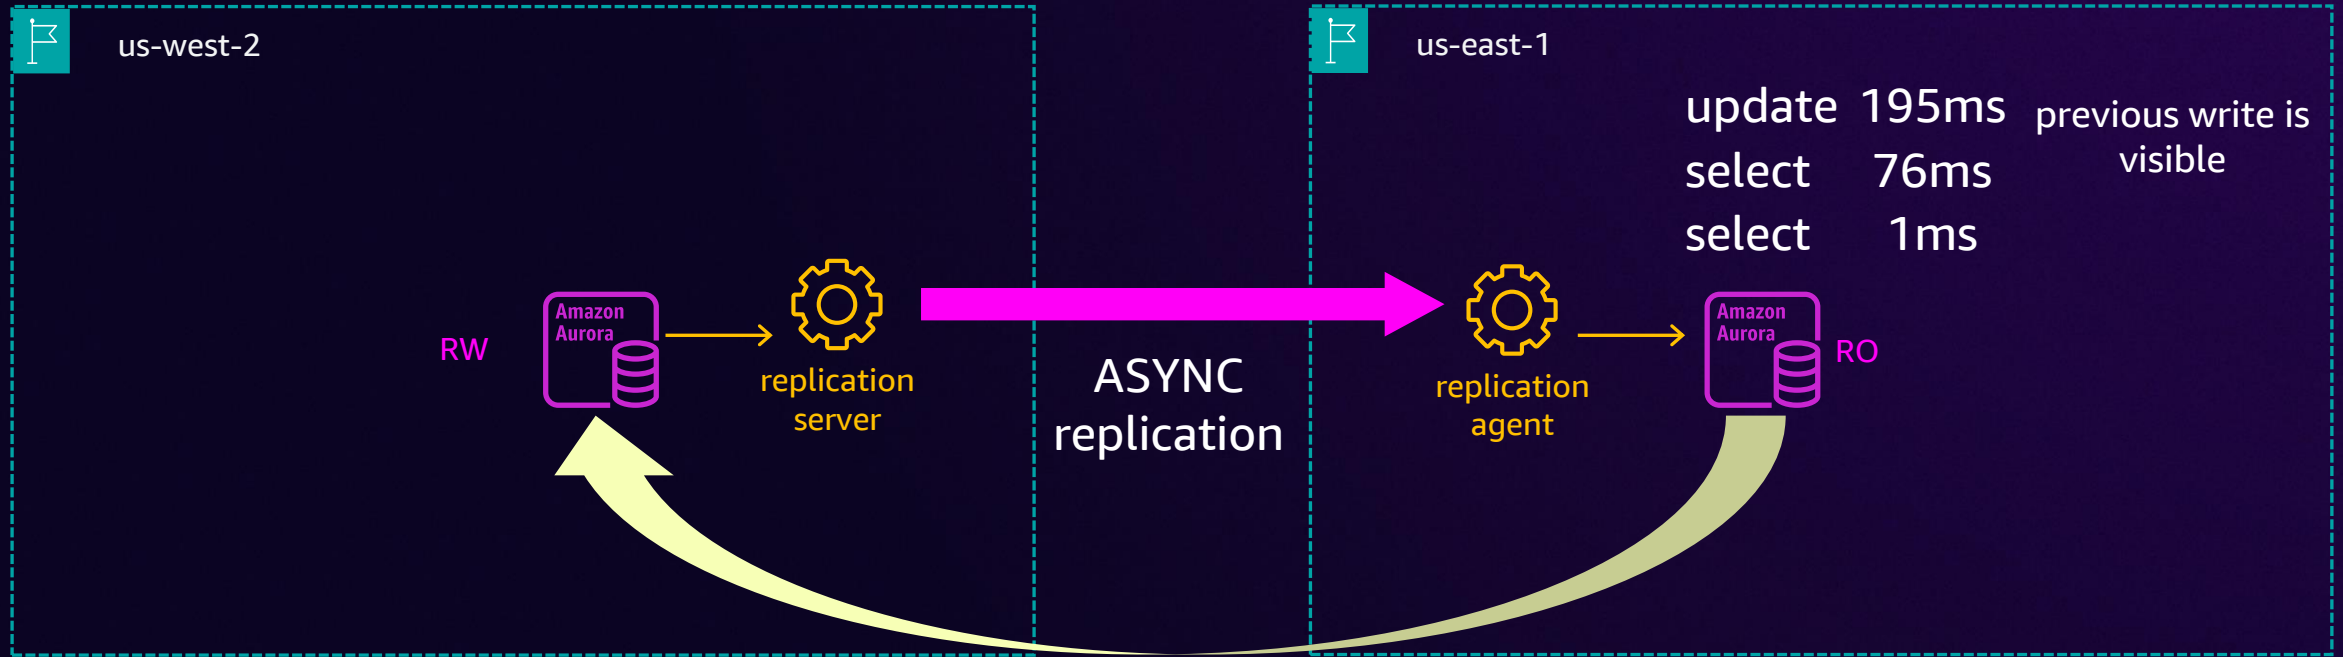 us-west-2
us-east-1
update 195ms
select 76ms
select 1ms
previous write is
visible
RW
Amazon
Aurora
replication
server
ASYNC
replication
replication
agent
Amazon
Aurora
RO